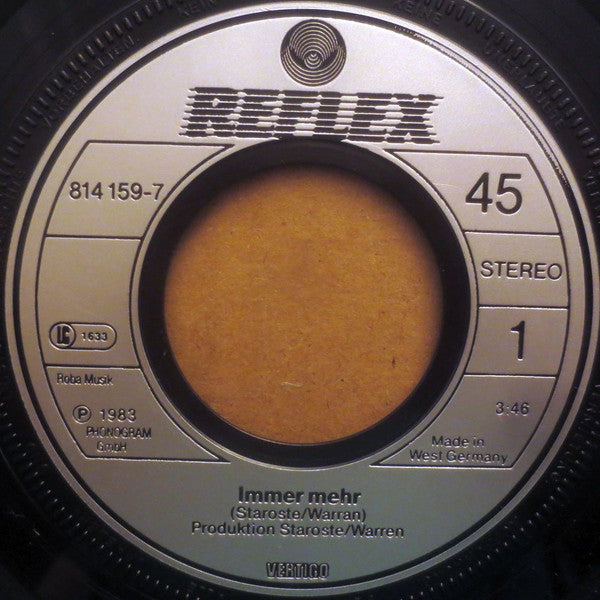 REFLEX
814 159-7
45
STEREO
LC 1633
1
Roba Musik
3:46
Ⓟ 1983
PHONOGRAM
GmbH
Made in
West Germany
Immer mehr
(Staroste/Warran)
Produktion Staroste/Warren
VERTIGO